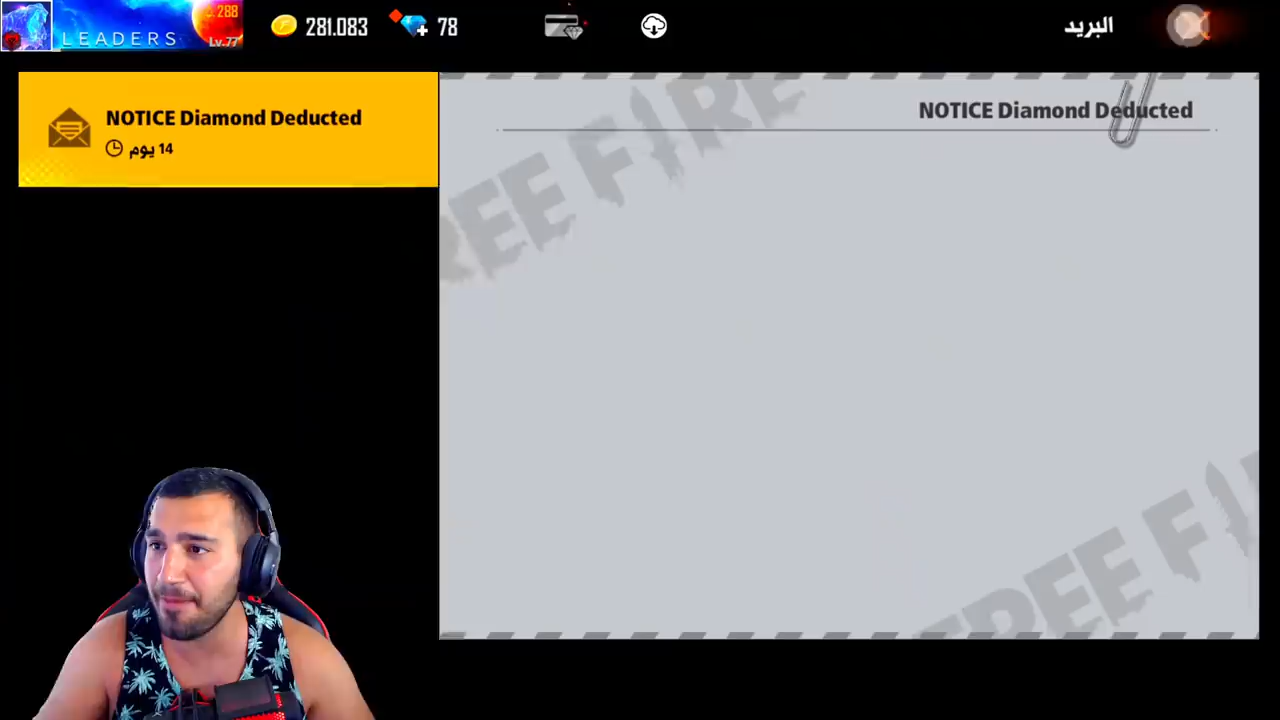 288
Lv.77
LEADERS
281.083
78
البريد
NOTICE Diamond Deducted
14 يوم
NOTICE Diamond Deducted
FREE FIRE
FREE FIRE